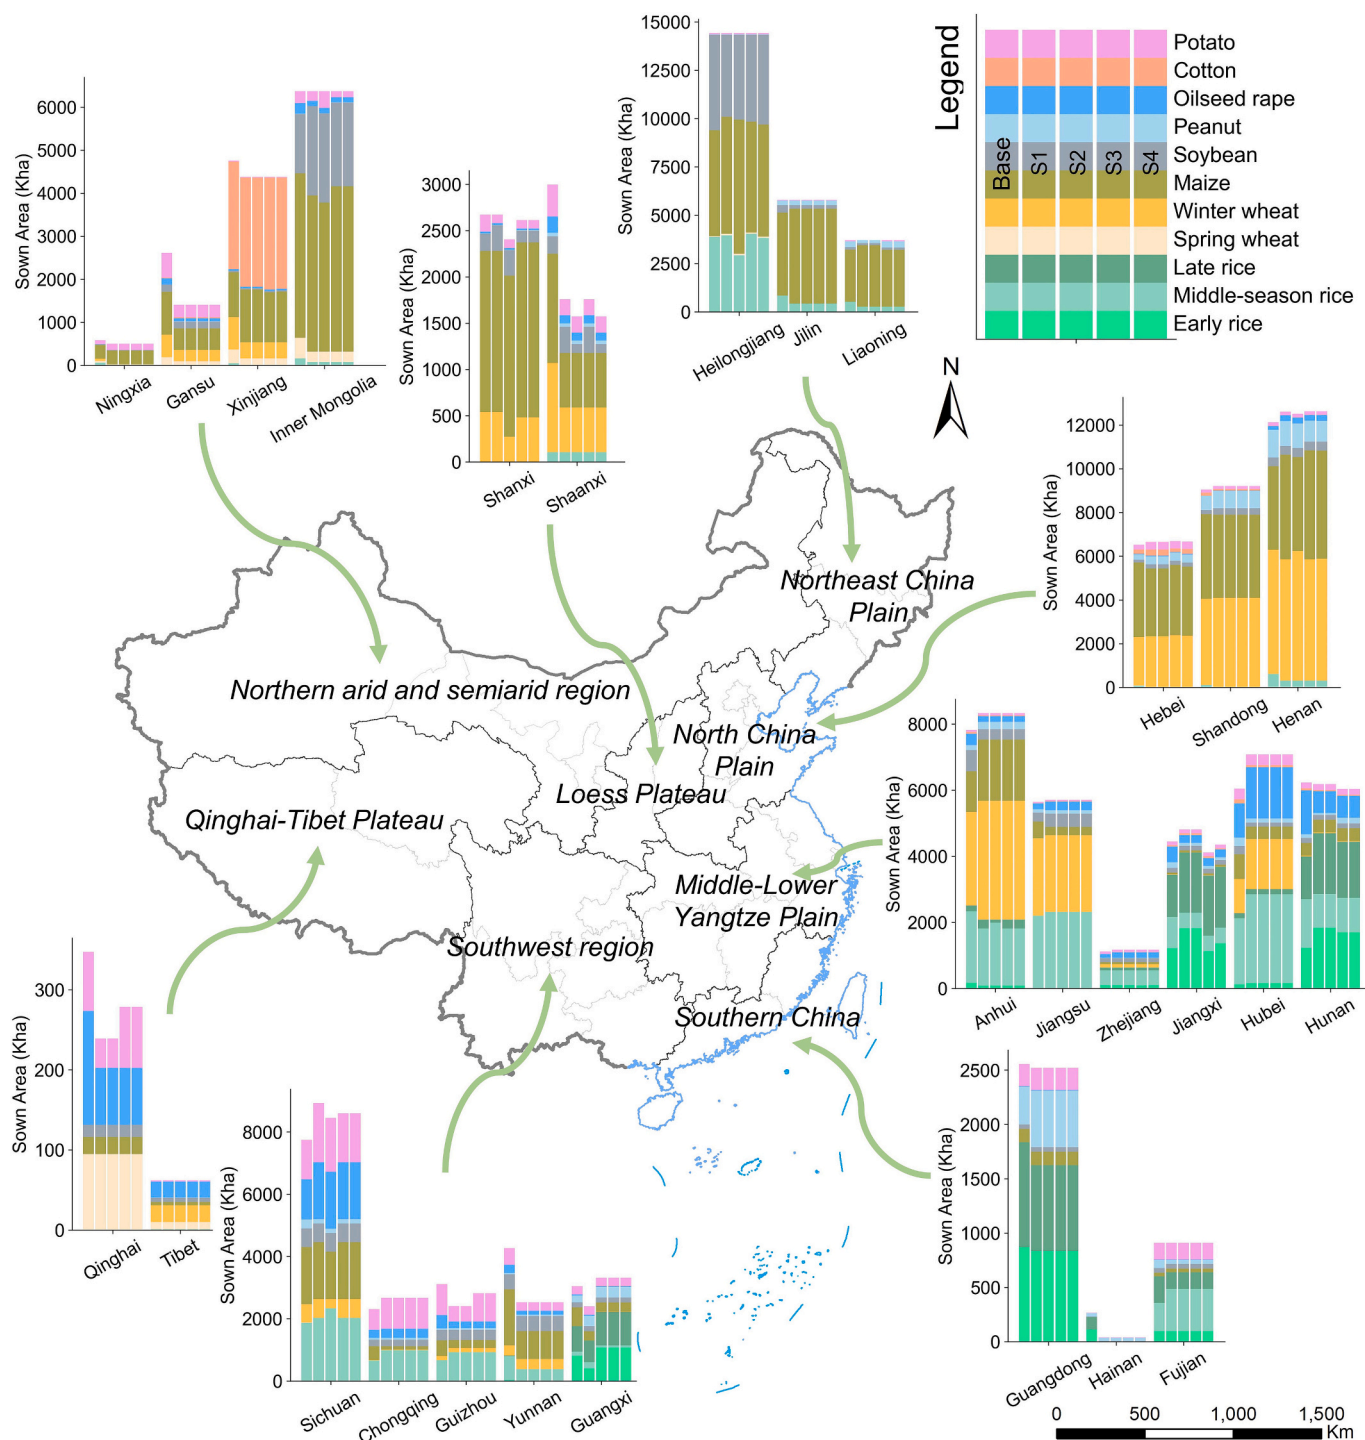 Sown Area (Kha)
6000
5000
4000
3000
2000
1000
0
Ningxia
Gansu
Xinjiang
Inner Mongolia
Sown Area (Kha)
3000
2500
2000
1500
1000
500
0
Shanxi
Shaanxi
Sown Area (Kha)
15000
12500
10000
7500
5000
2500
0
Heilongjiang
Jilin
Liaoning
Legend
Base
S1
S2
S3
S4
Potato
Cotton
Oilseed rape
Peanut
Soybean
Maize
Winter wheat
Spring wheat
Late rice
Middle-season rice
Early rice
N
Sown Area (Kha)
12000
10000
8000
6000
4000
2000
0
Hebei
Shandong
Henan
Northeast China
Plain
Northern arid and semiarid region
North China
Plain
Loess Plateau
Qinghai-Tibet Plateau
Middle-Lower
Yangtze Plain
Southwest region
Southern China
Sown Area (Kha)
8000
6000
4000
2000
0
Anhui
Jiangsu
Zhejiang
Jiangxi
Hubei
Hunan
Sown Area (Kha)
300
200
100
0
Qinghai
Tibet
Sown Area (Kha)
8000
6000
4000
2000
0
Sichuan
Chongqing
Guizhou
Yunnan
Guangxi
Sown Area (Kha)
2500
2000
1500
1000
500
0
Guangdong
Hainan
Fujian
0 500 1,000 1,500
Km